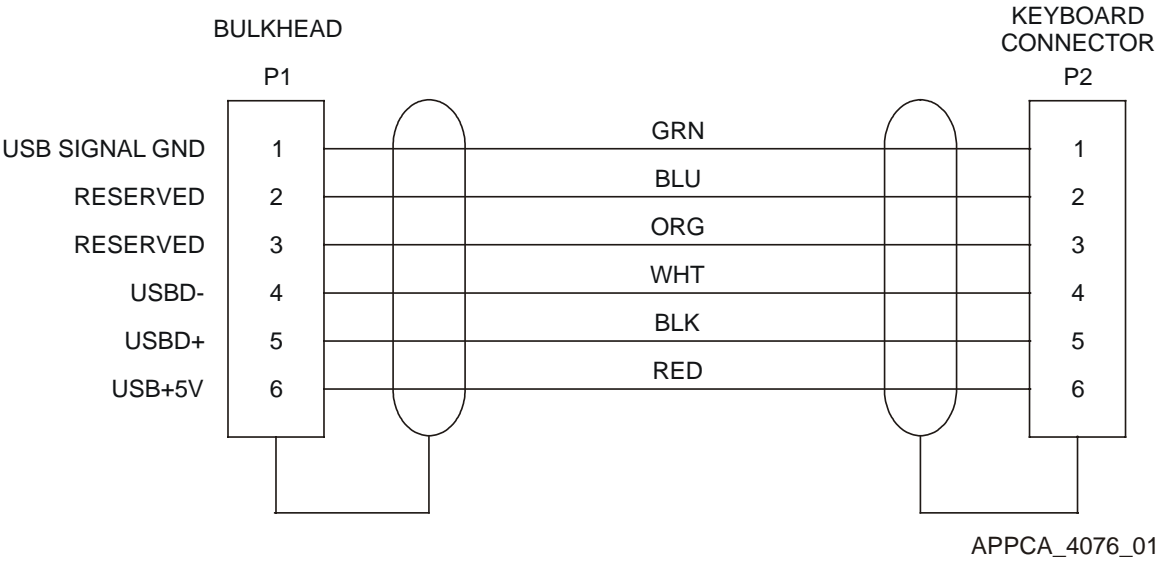 BULKHEAD
KEYBOARD
CONNECTOR
P1
P2
USB SIGNAL GND 1 GRN 1
RESERVED 2 BLU 2
RESERVED 3 ORG 3
USBD- 4 WHT 4
USBD+ 5 BLK 5
USB+5V 6 RED 6
APPCA_4076_01